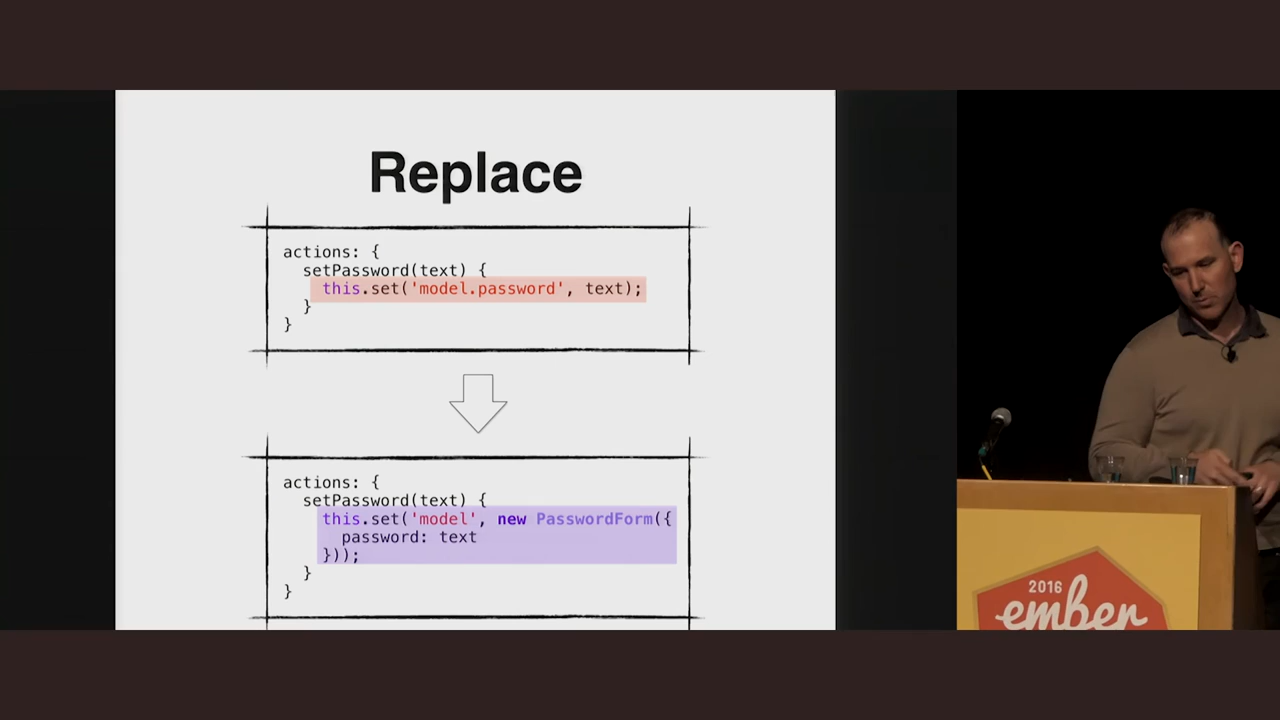 Replace
actions: {
  setPassword(text) {
    this.set('model.password', text);
  }
}
actions: {
  setPassword(text) {
    this.set('model', new PasswordForm({
      password: text
    }));
  }
}
2016
ember